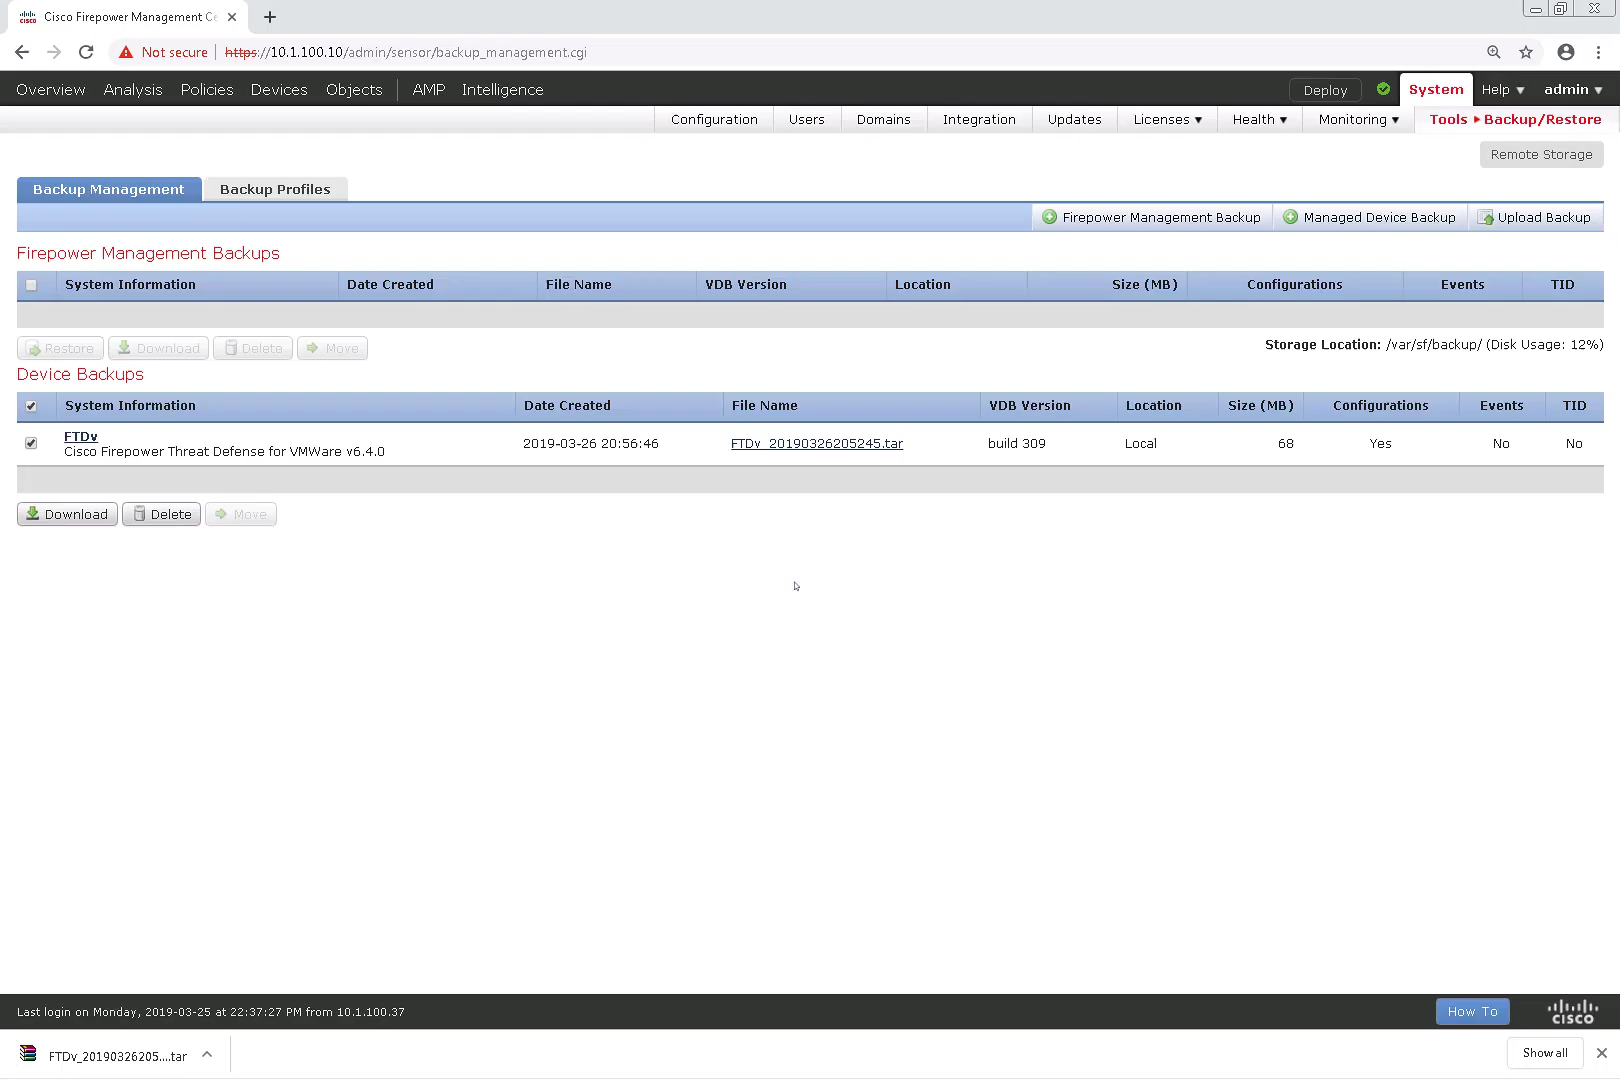 Cisco Firepower Management Ce
Not secure https://10.1.100.10/admin/sensor/backup_management.cgi
Overview Analysis Policies Devices Objects AMP Intelligence Deploy System Help admin
Configuration Users Domains Integration Updates Licenses Health Monitoring Tools Backup/Restore
Remote Storage
Backup Management Backup Profiles
Firepower Management Backup Managed Device Backup Upload Backup
Firepower Management Backups
System Information Date Created File Name VDB Version Location Size (MB) Configurations Events TID
Restore Download Delete Move Storage Location: /var/sf/backup/ (Disk Usage: 12%)
Device Backups
System Information Date Created File Name VDB Version Location Size (MB) Configurations Events TID
FTDv
Cisco Firepower Threat Defense for VMWare v6.4.0 2019-03-26 20:56:46 FTDv_20190326205245.tar build 309 Local 68 Yes No No
Download Delete Move
Last login on Monday, 2019-03-25 at 22:37:27 PM from 10.1.100.37 How To CISCO
FTDv_20190326205....tar Show all